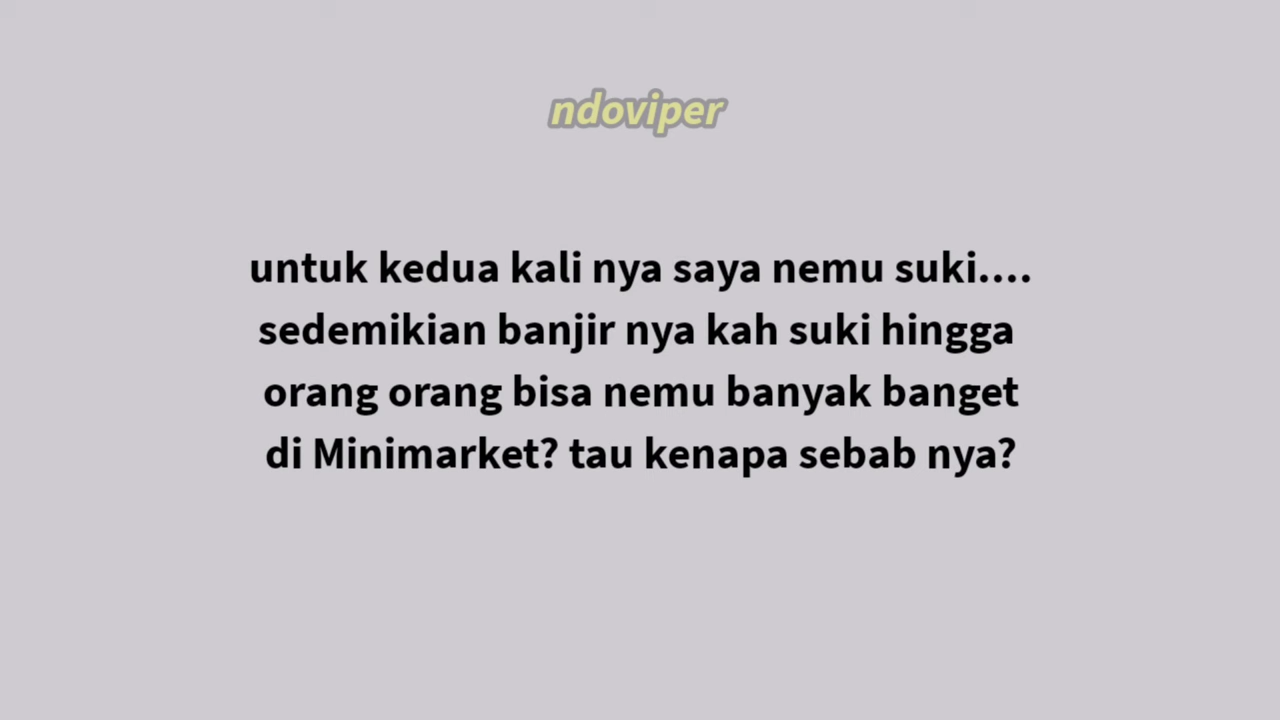 ndoviper
untuk kedua kali nya saya nemu suki....
sedemikian banjir nya kah suki hingga
orang orang bisa nemu banyak banget
di Minimarket? tau kenapa sebab nya?